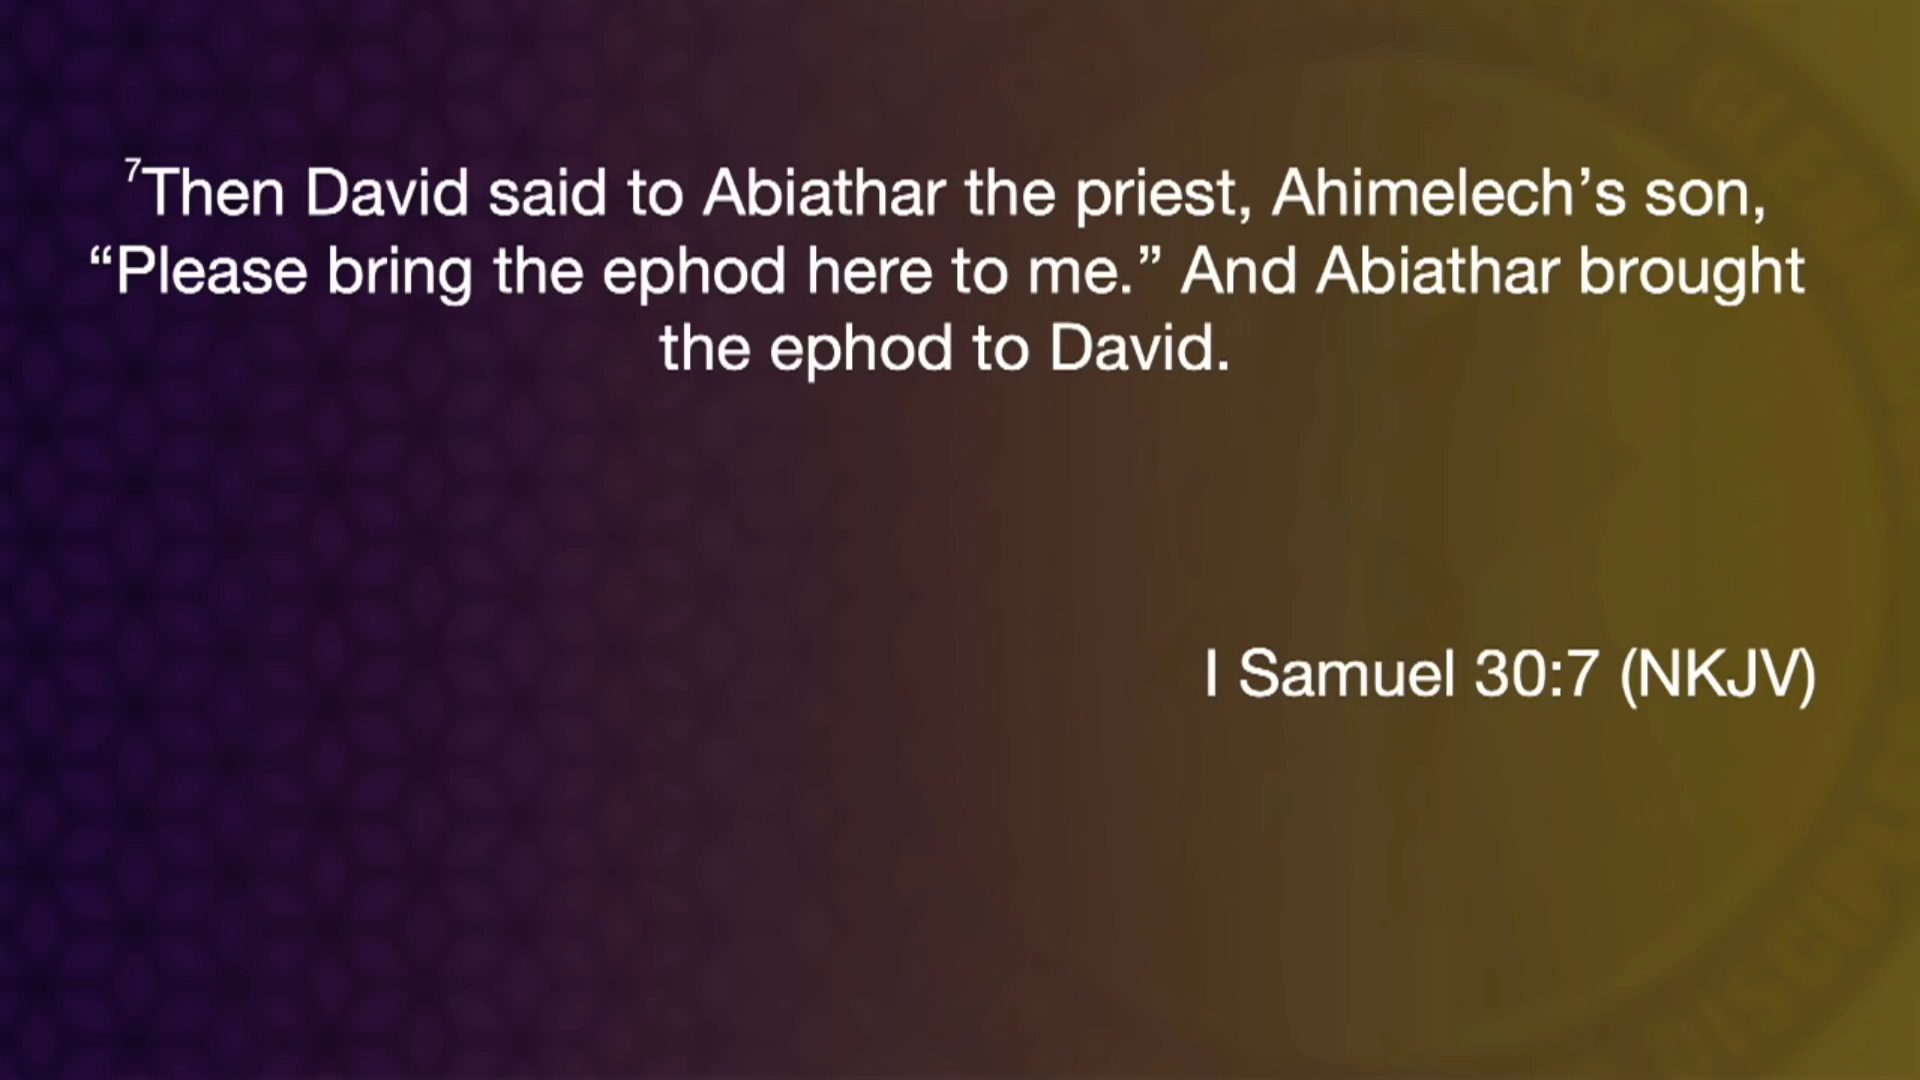 ⁷Then David said to Abiathar the priest, Ahimelech’s son,
“Please bring the ephod here to me.” And Abiathar brought
the ephod to David.
I Samuel 30:7 (NKJV)